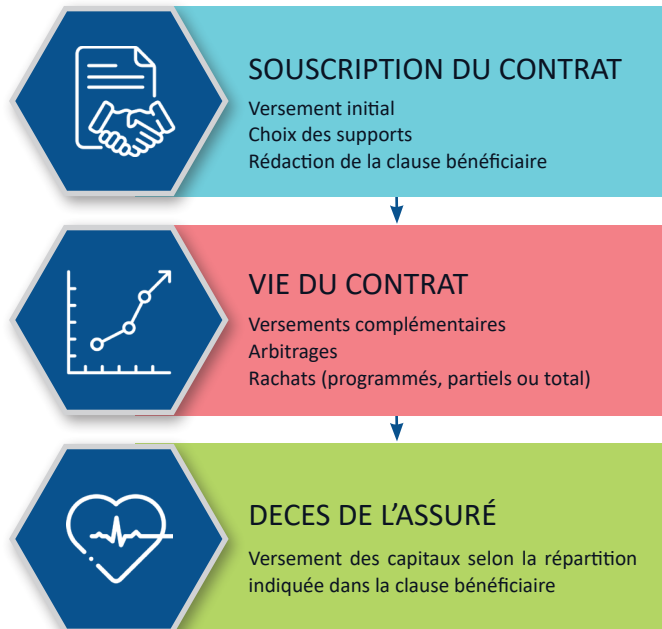 SOUSCRIPTION DU CONTRAT
Versement initial
Choix des supports
Rédaction de la clause bénéficiaire
VIE DU CONTRAT
Versements complémentaires
Arbitrages
Rachats (programmés, partiels ou total)
DECES DE L’ASSURÉ
Versement des capitaux selon la répartition
indiquée dans la clause bénéficiaire